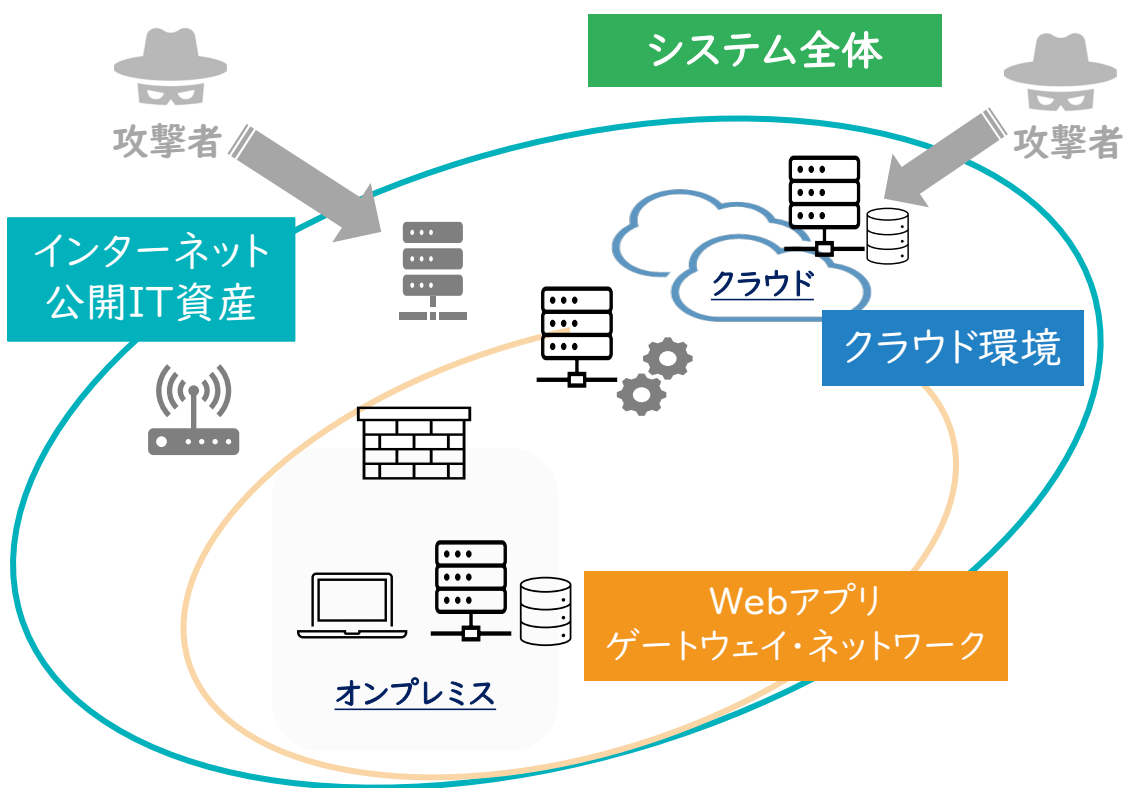 システム全体
攻撃者
攻撃者
インターネット
公開IT資産
クラウド
クラウド環境
Webアプリ
ゲートウェイ・ネットワーク
オンプレミス